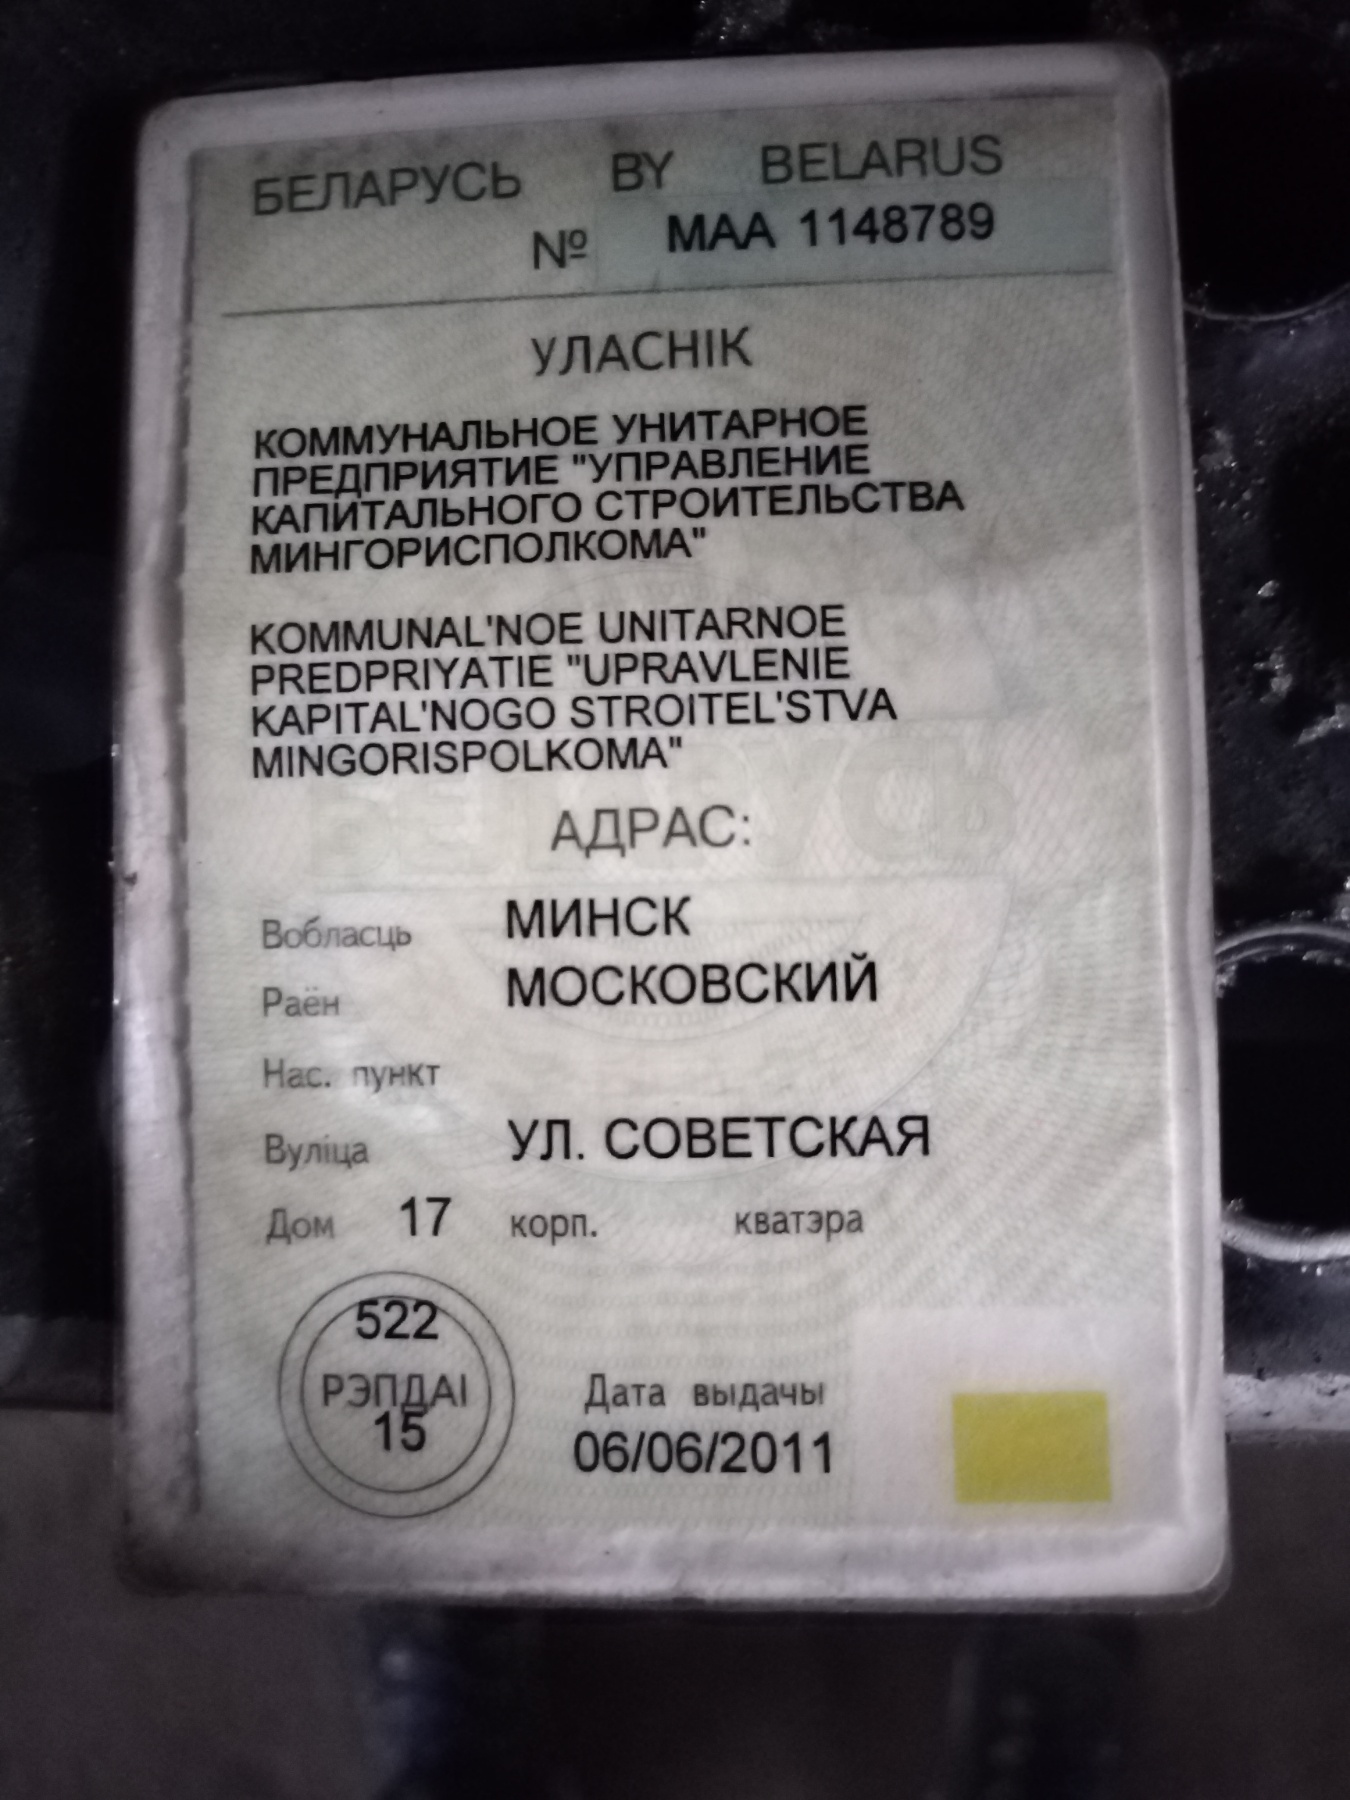 БЕЛАРУСЬ BY BELARUS
№ МАА 1148789
УЛАСНІК
КОММУНАЛЬНОЕ УНИТАРНОЕ
ПРЕДПРИЯТИЕ "УПРАВЛЕНИЕ
КАПИТАЛЬНОГО СТРОИТЕЛЬСТВА
МИНГОРИСПОЛКОМА"
KOMMUNAL'NOE UNITARNOE
PREDPRIYATIE "UPRAVLENIE
KAPITAL'NOGO STROITEL'STVA
MINGORISPOLKOMA"
АДРАС:
Вобласць МИНСК
Раён МОСКОВСКИЙ
Нас. пункт
Вуліца УЛ. СОВЕТСКАЯ
Дом 17 корп. кватэра
522
РЭПДАІ
15
Дата выдачы
06/06/2011
БЕЛАРУСЬ